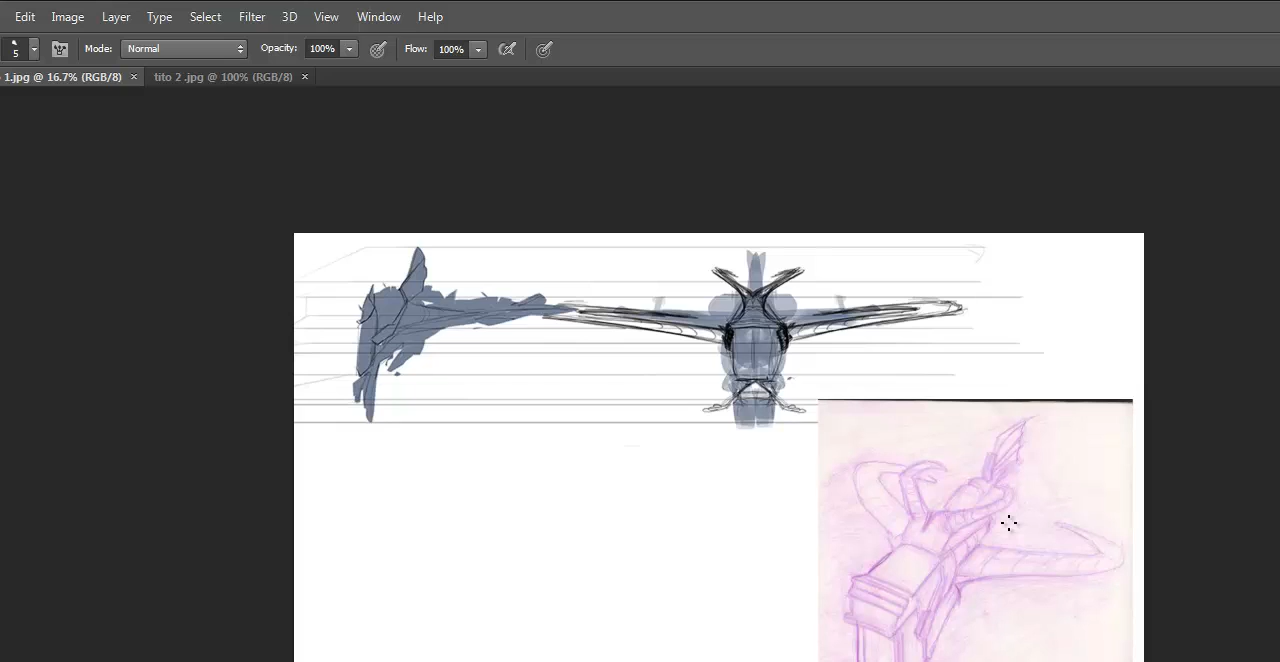 Edit Image Layer Type Select Filter 3D View Window Help
5 Mode: Normal Opacity: 100% Flow: 100%
1.jpg @ 16.7% (RGB/8) × tito 2 .jpg @ 100% (RGB/8) ×